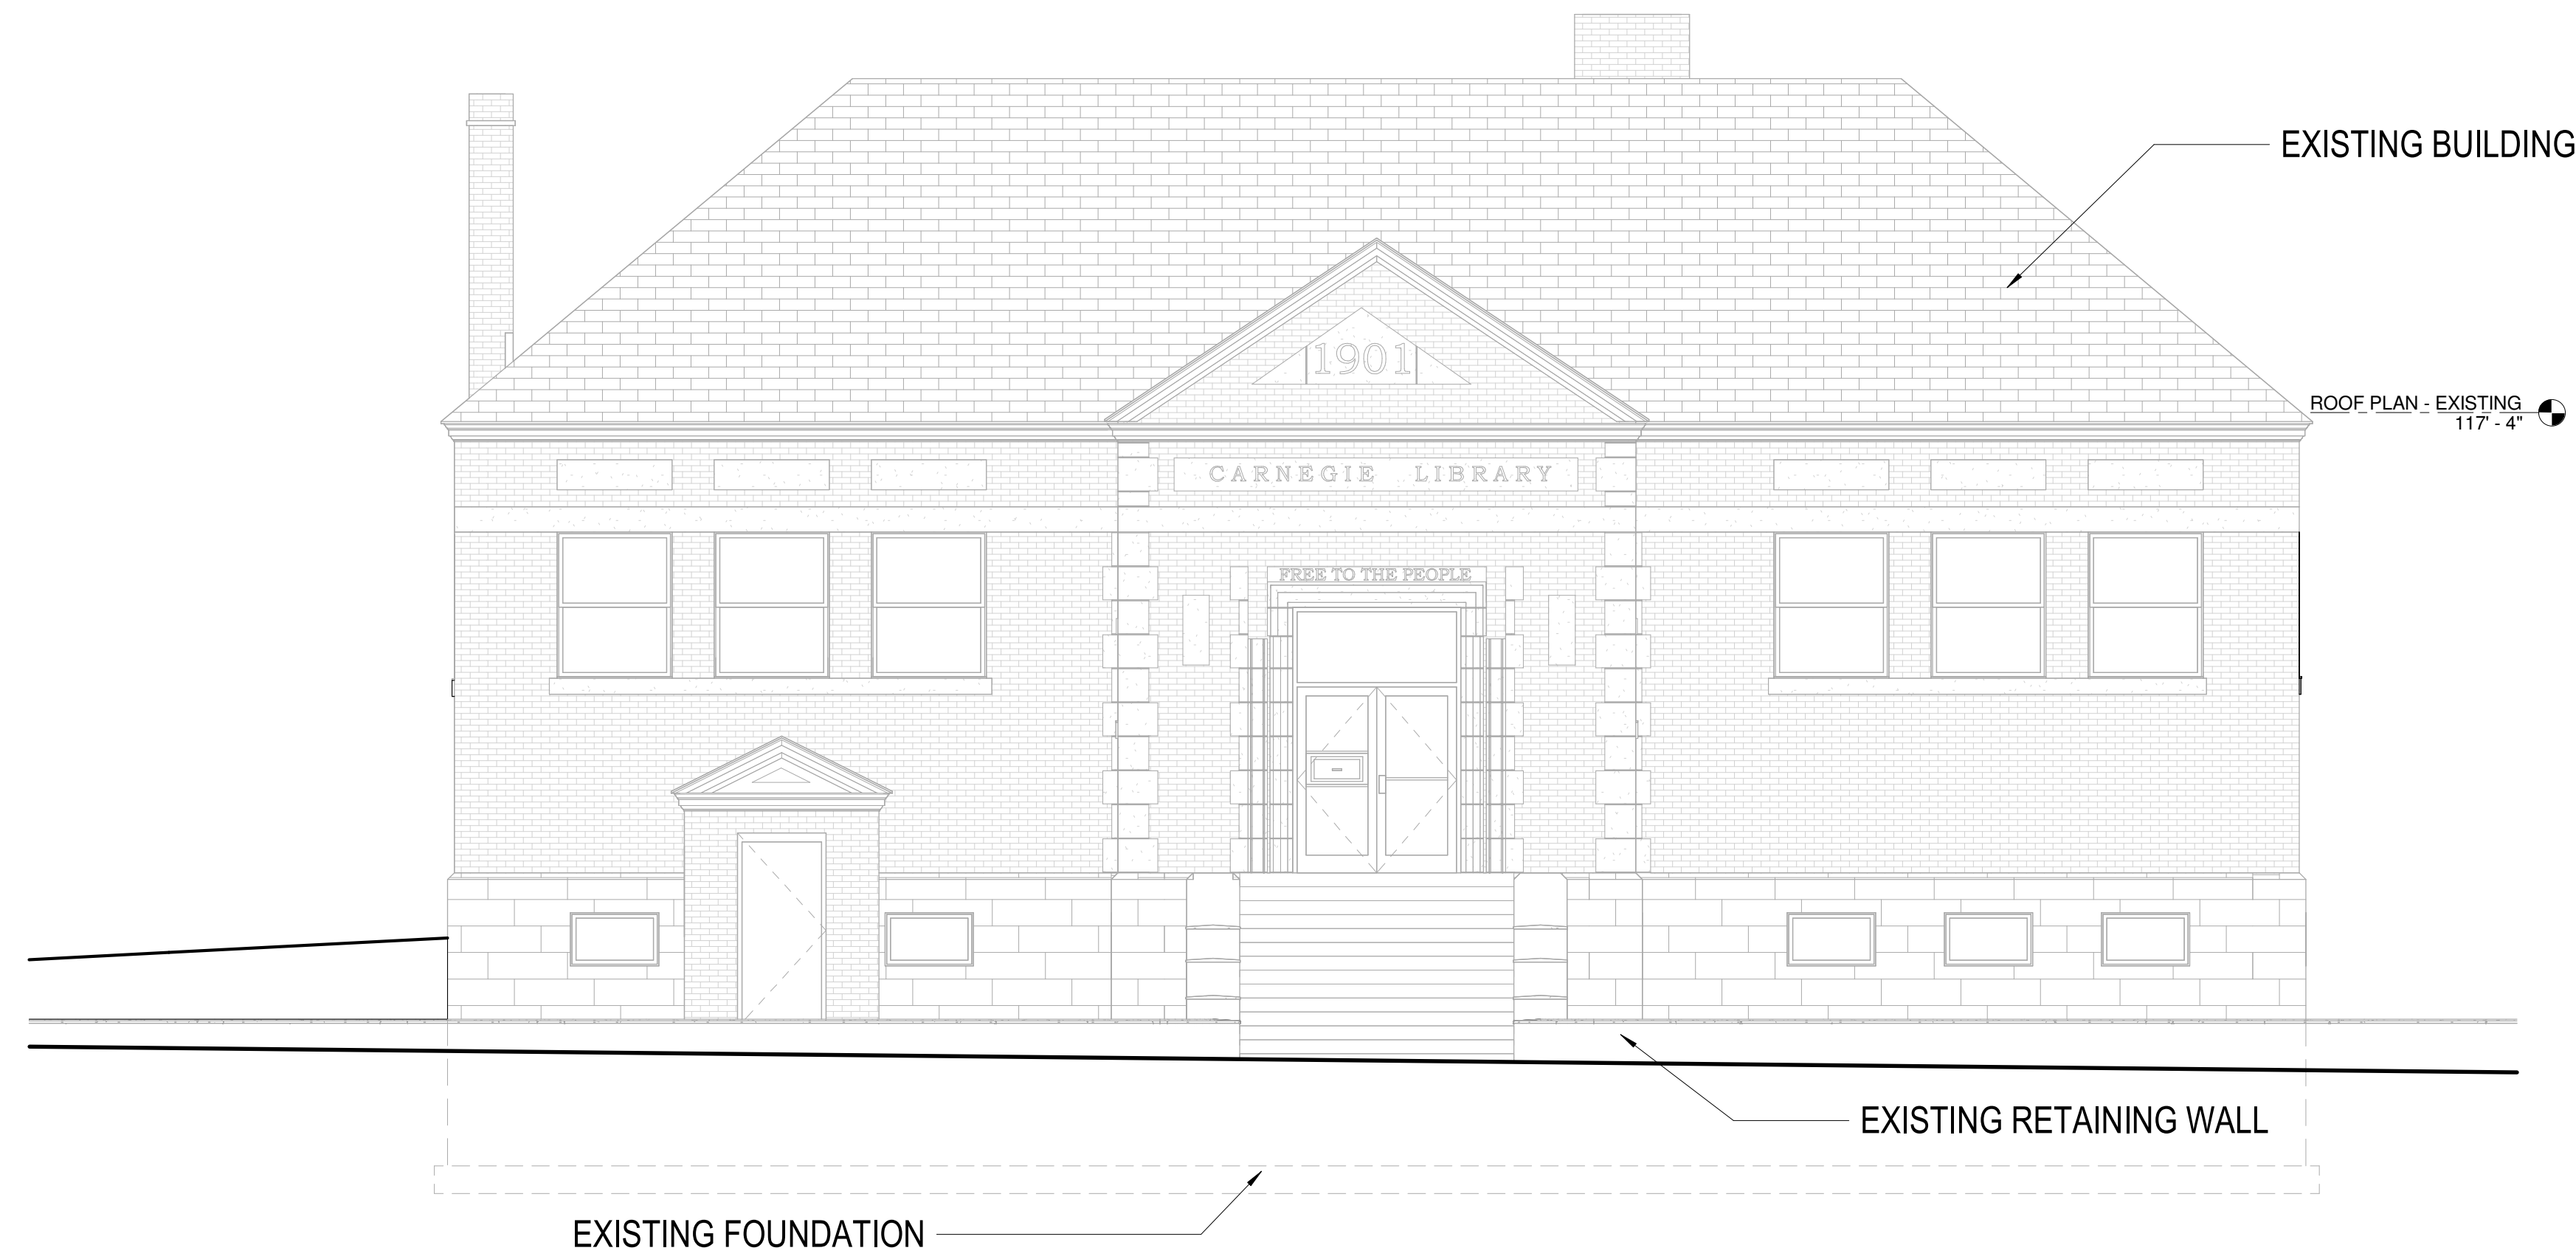 EXISTING BUILDING
1901
ROOF PLAN - EXISTING
117' - 4"
CARNEGIE LIBRARY
FREE TO THE PEOPLE
EXISTING RETAINING WALL
EXISTING FOUNDATION